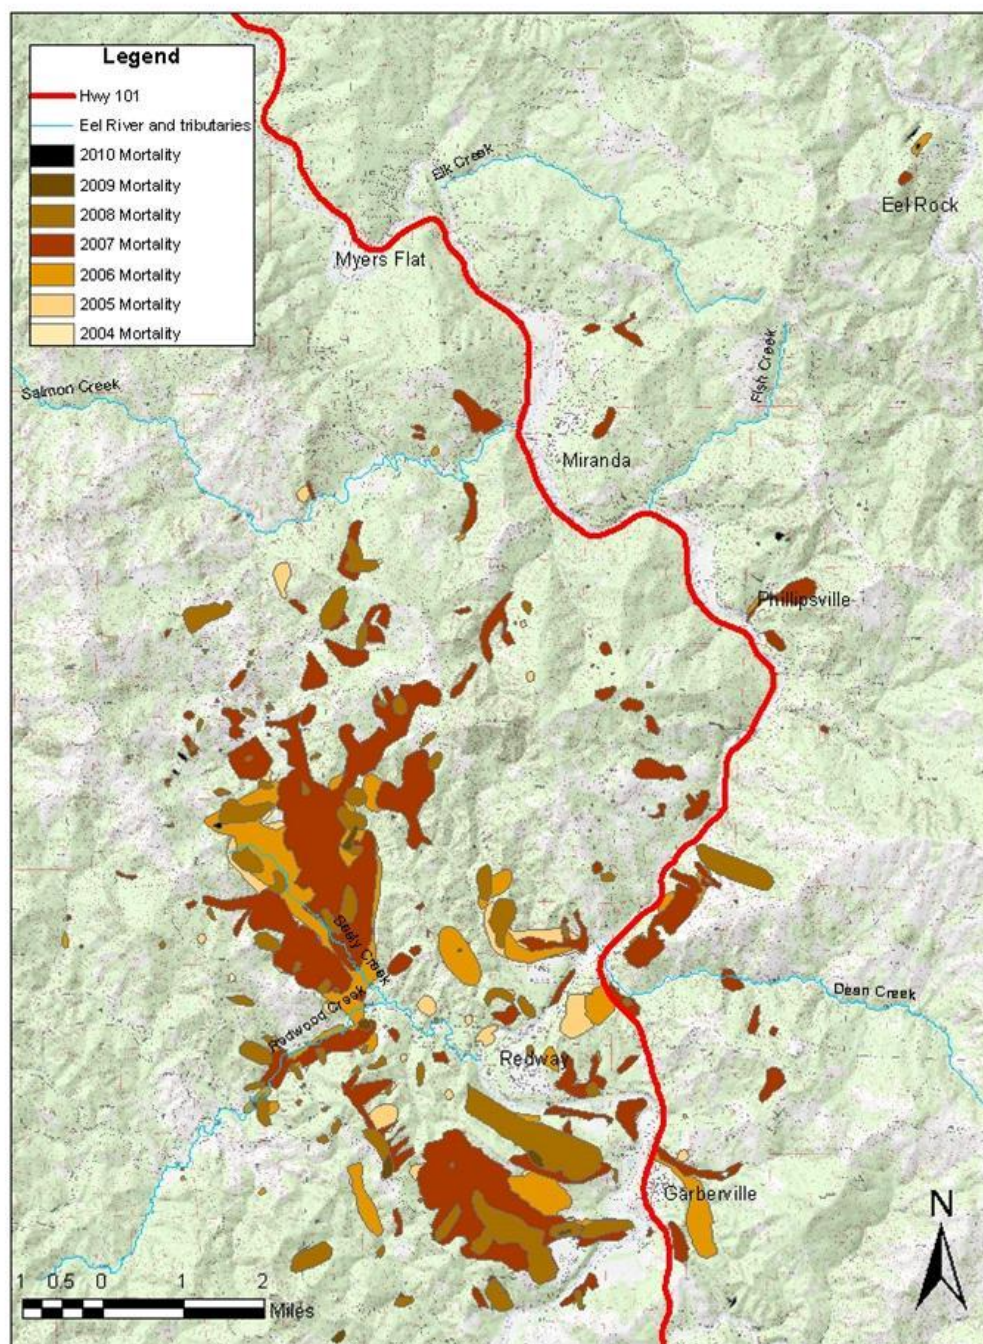 Legend
Hwy 101
Eel River and tributaries
2010 Mortality
2009 Mortality
2008 Mortality
2007 Mortality
2006 Mortality
2005 Mortality
2004 Mortality
Elk Creek
Eel Rock
Myers Flat
Salmon Creek
Fish Creek
Miranda
Phillipsville
Seely Creek
Redwood Creek
Dean Creek
Redway
Garberville
N
1 0.5 0 1 2
Miles